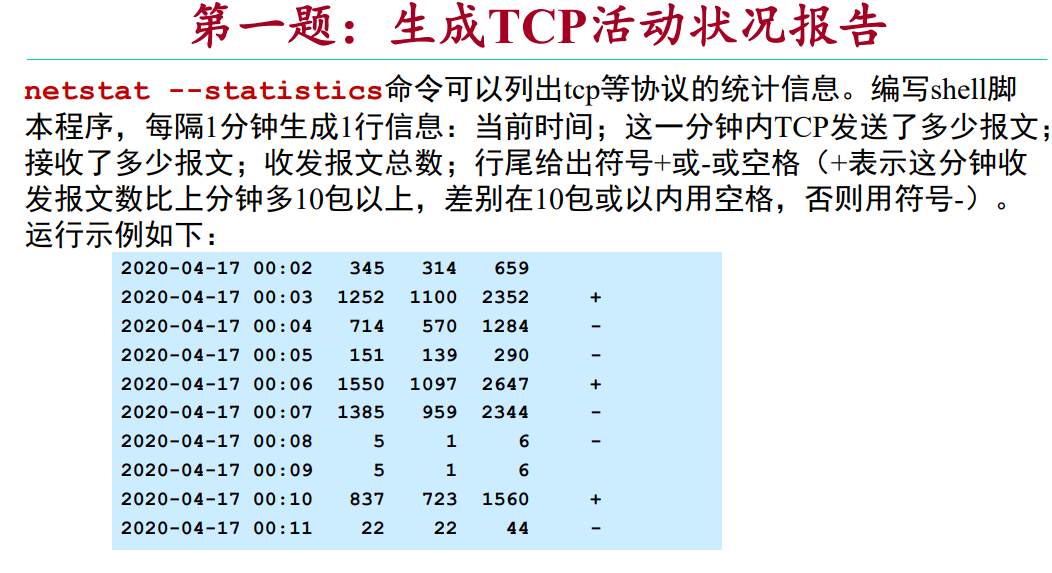 第一题：生成TCP活动状况报告
netstat --statistics命令可以列出tcp等协议的统计信息。编写shell脚
本程序，每隔1分钟生成1行信息：当前时间；这一分钟内TCP发送了多少报文；
接收了多少报文；收发报文总数；行尾给出符号+或-或空格（+表示这分钟收
发报文数比上分钟多10包以上，差别在10包或以内用空格，否则用符号-）。
运行示例如下：
2020-04-17 00:02 345 314 659
2020-04-17 00:03 1252 1100 2352 +
2020-04-17 00:04 714 570 1284 -
2020-04-17 00:05 151 139 290 -
2020-04-17 00:06 1550 1097 2647 +
2020-04-17 00:07 1385 959 2344 -
2020-04-17 00:08 5 1 6 -
2020-04-17 00:09 5 1 6
2020-04-17 00:10 837 723 1560 +
2020-04-17 00:11 22 22 44 -